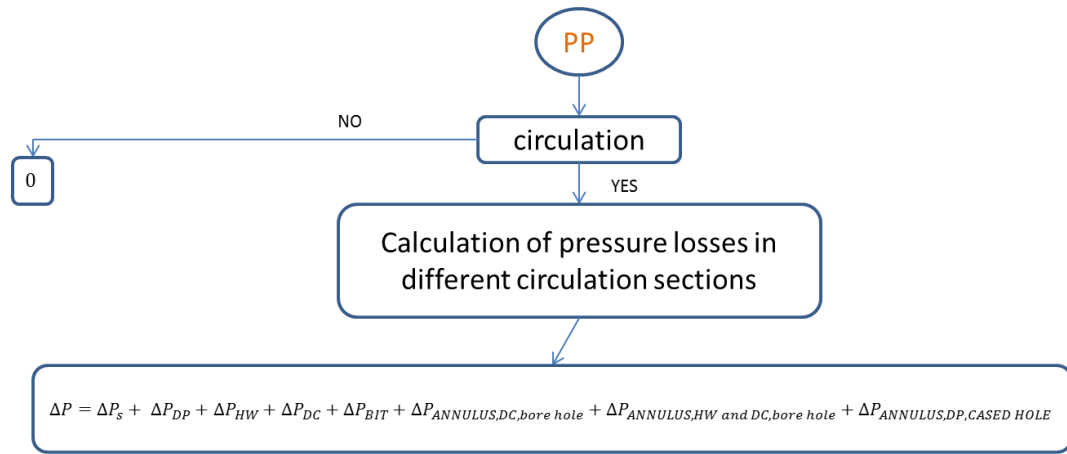 PP
NO
circulation
0
YES
Calculation of pressure losses in
different circulation sections
ΔP = ΔP_s + ΔP_DP + ΔP_HW + ΔP_DC + ΔP_BIT + ΔP_ANNULUS,DC,bore hole + ΔP_ANNULUS,HW and DC,bore hole + ΔP_ANNULUS,DP,CASED HOLE